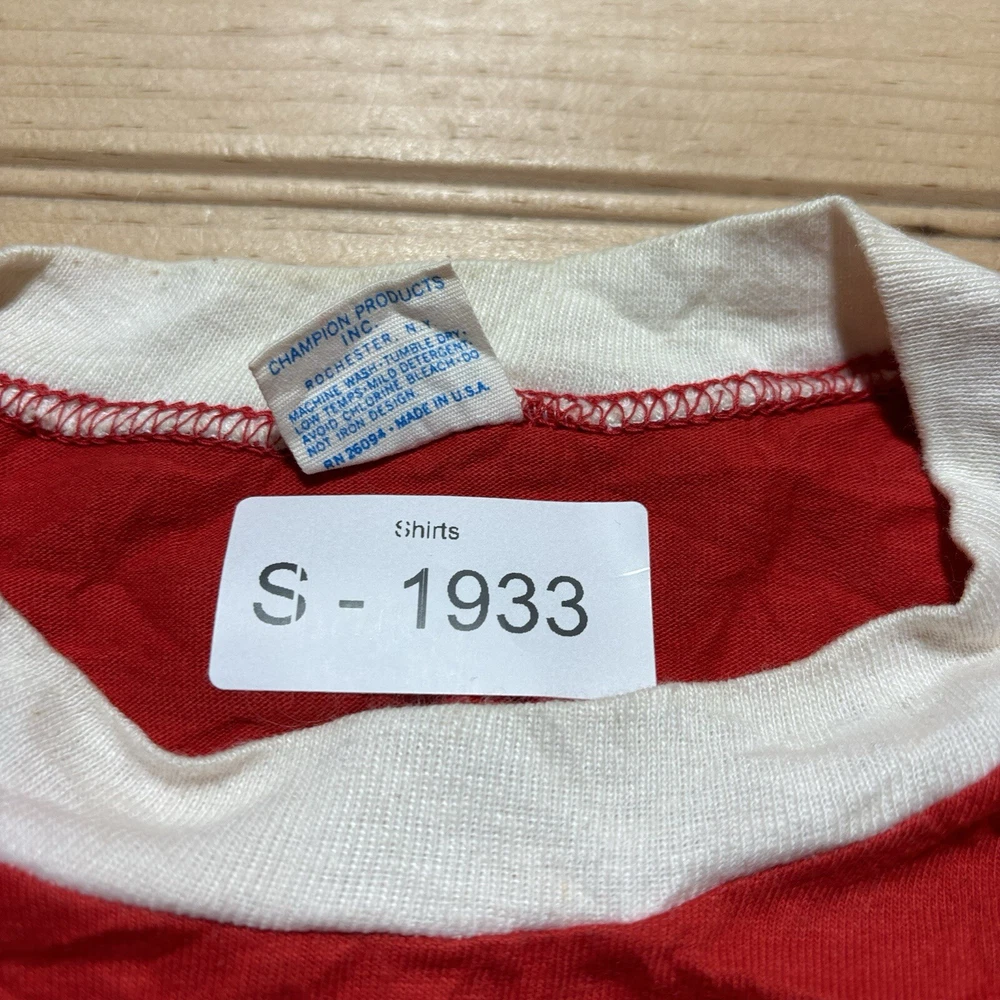 CHAMPION PRODUCTS
INC.
ROCHESTER, N.Y.
MACHINE WASH·TUMBLE DRY,
LOW TEMPS·MILD DETERGENT,
AVOID CHLORINE BLEACH·DO
NOT IRON DESIGN
RN 26094 · MADE IN U.S.A.
Shirts
S - 1933